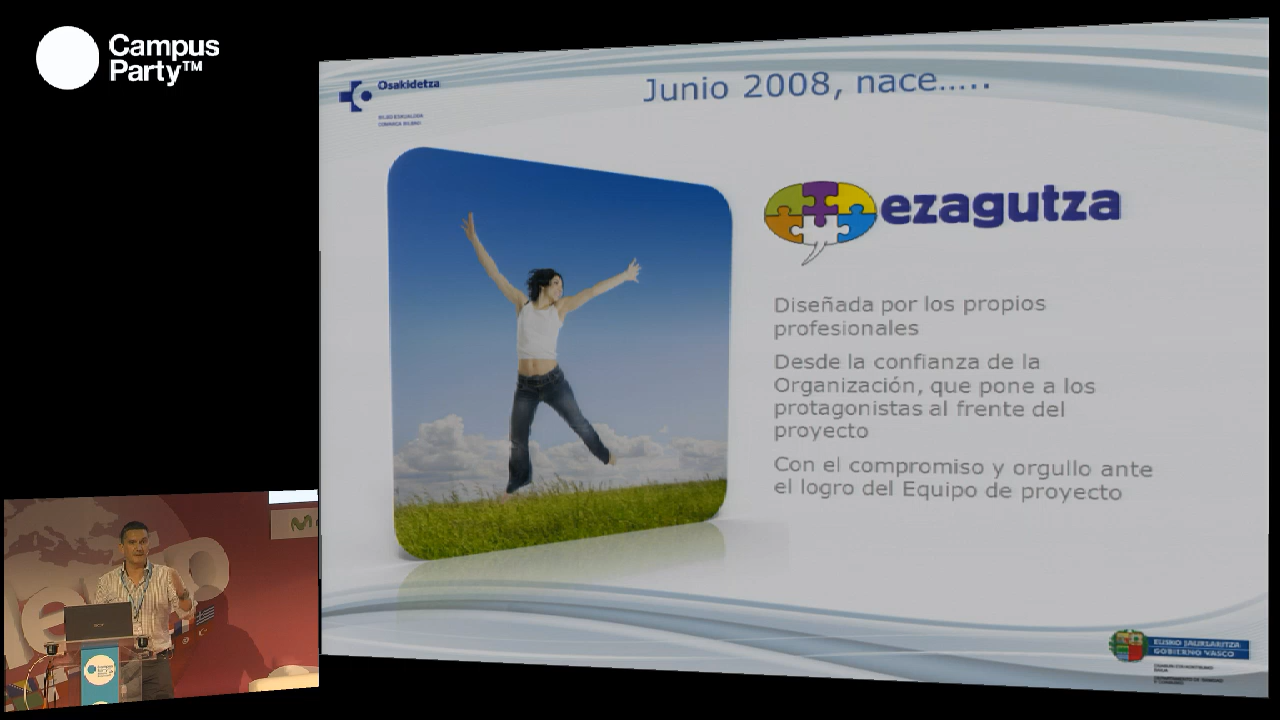 Campus
Party™
Osakidetza
Junio 2008, nace.....
ezagutza
Diseñada por los propios
profesionales
Desde la confianza de la
Organización, que pone a los
protagonistas al frente del
proyecto
Con el compromiso y orgullo ante
el logro del Equipo de proyecto
EUSKO JAURLARITZA
GOBIERNO VASCO
acer
Campus